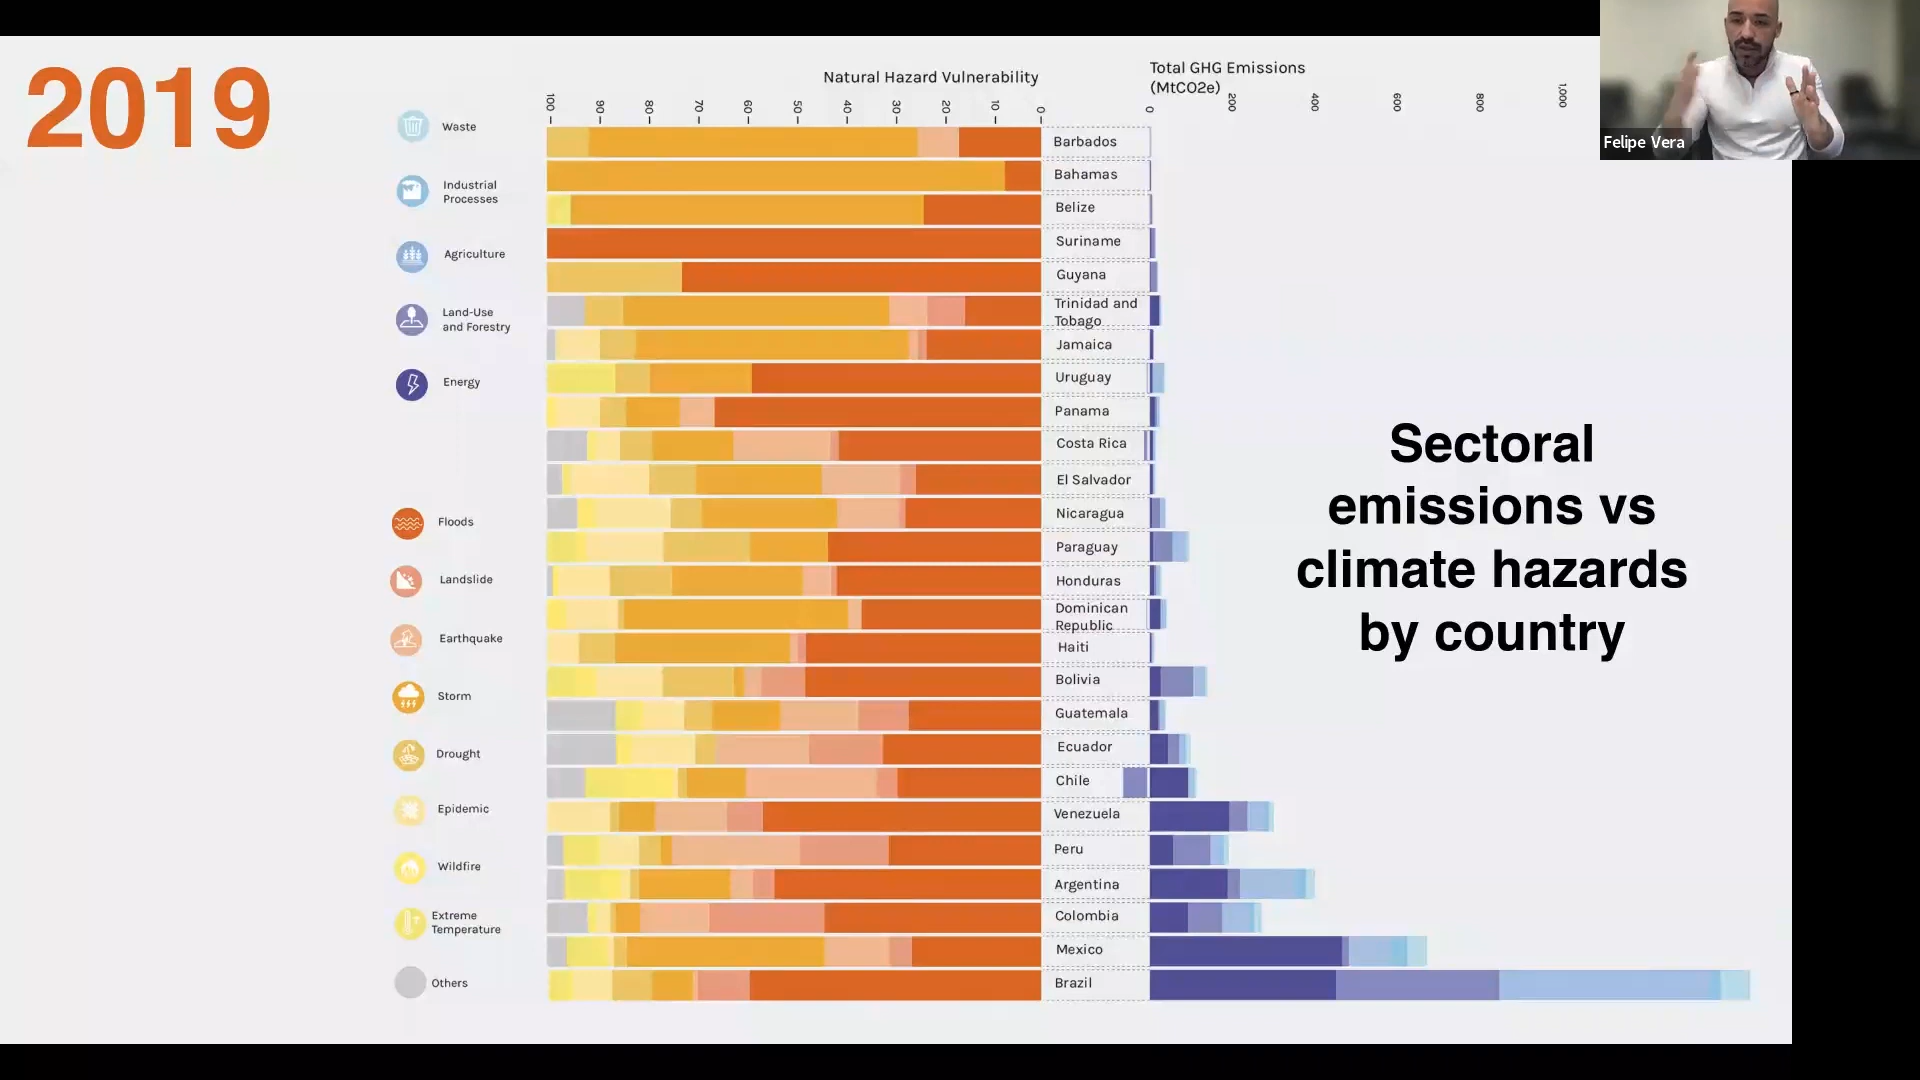 2019
Natural Hazard Vulnerability
Total GHG Emissions
(MtCO2e)
100 90 80 70 60 50 40 30 20 10 0
0 200 400 600 800 1,000
Felipe Vera
Waste
Industrial
Processes
Agriculture
Land-Use
and Forestry
Energy
Floods
Landslide
Earthquake
Storm
Drought
Epidemic
Wildfire
Extreme
Temperature
Others
Barbados
Bahamas
Belize
Suriname
Guyana
Trinidad and
Tobago
Jamaica
Uruguay
Panama
Costa Rica
El Salvador
Nicaragua
Paraguay
Honduras
Dominican
Republic
Haiti
Bolivia
Guatemala
Ecuador
Chile
Venezuela
Peru
Argentina
Colombia
Mexico
Brazil
Sectoral
emissions vs
climate hazards
by country